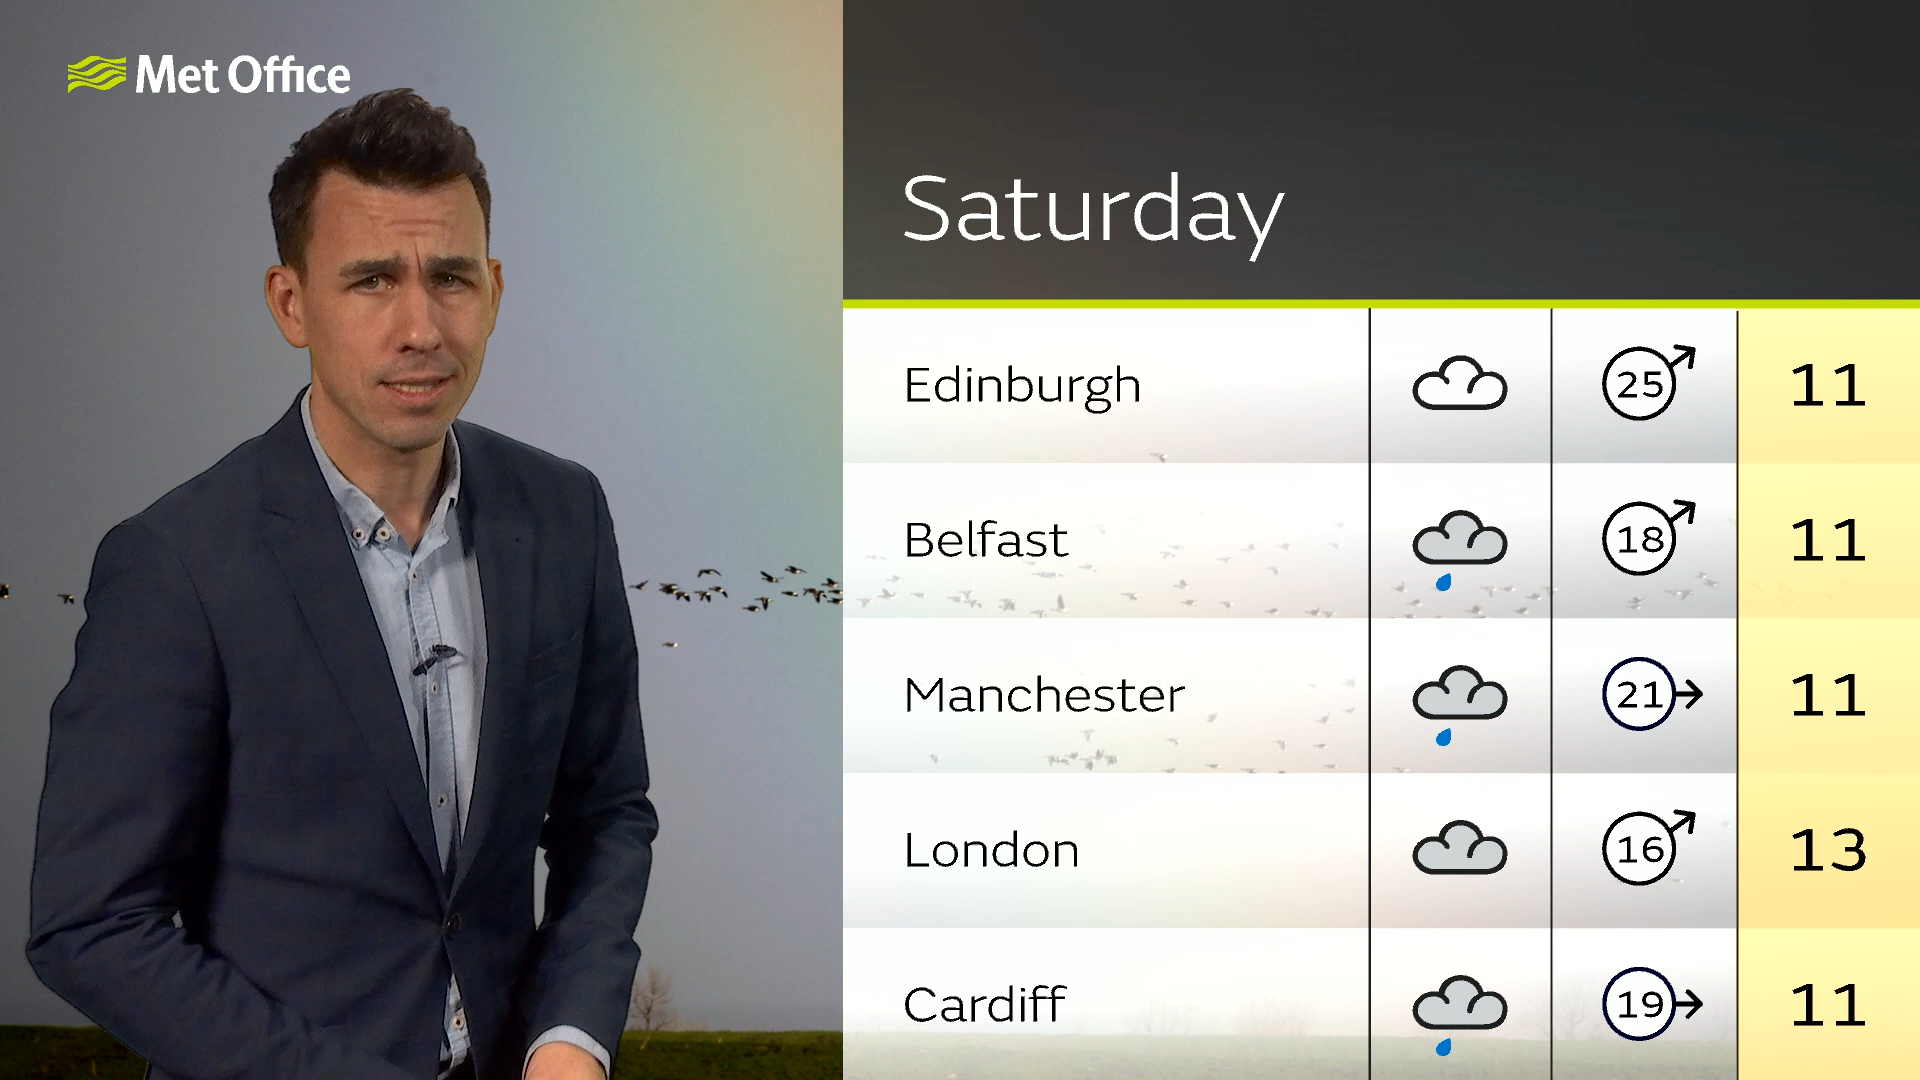 Met Office
Saturday
Edinburgh 25 11
Belfast 18 11
Manchester 21 11
London 16 13
Cardiff 19 11